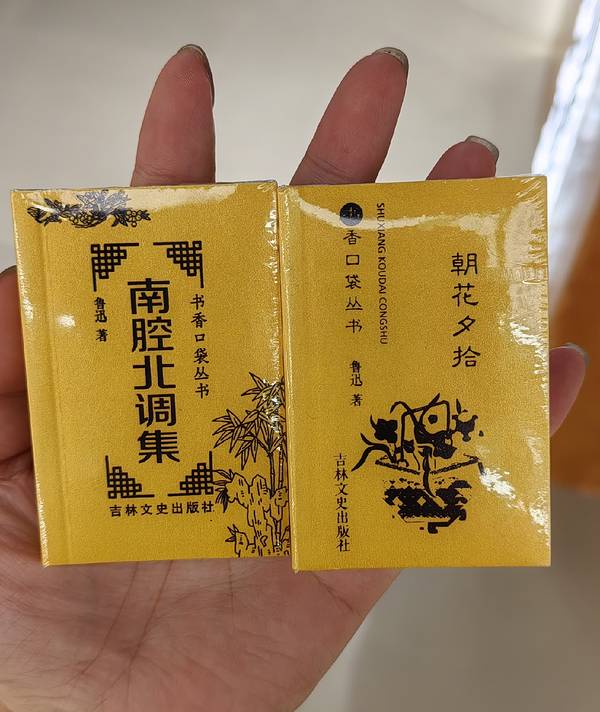 南腔北调集
鲁迅 著
书香口袋丛书
吉林文史出版社
书香口袋丛书
SHUXIANG KOUDAI CONGSHU
朝花夕拾
鲁迅 著
吉林文史出版社